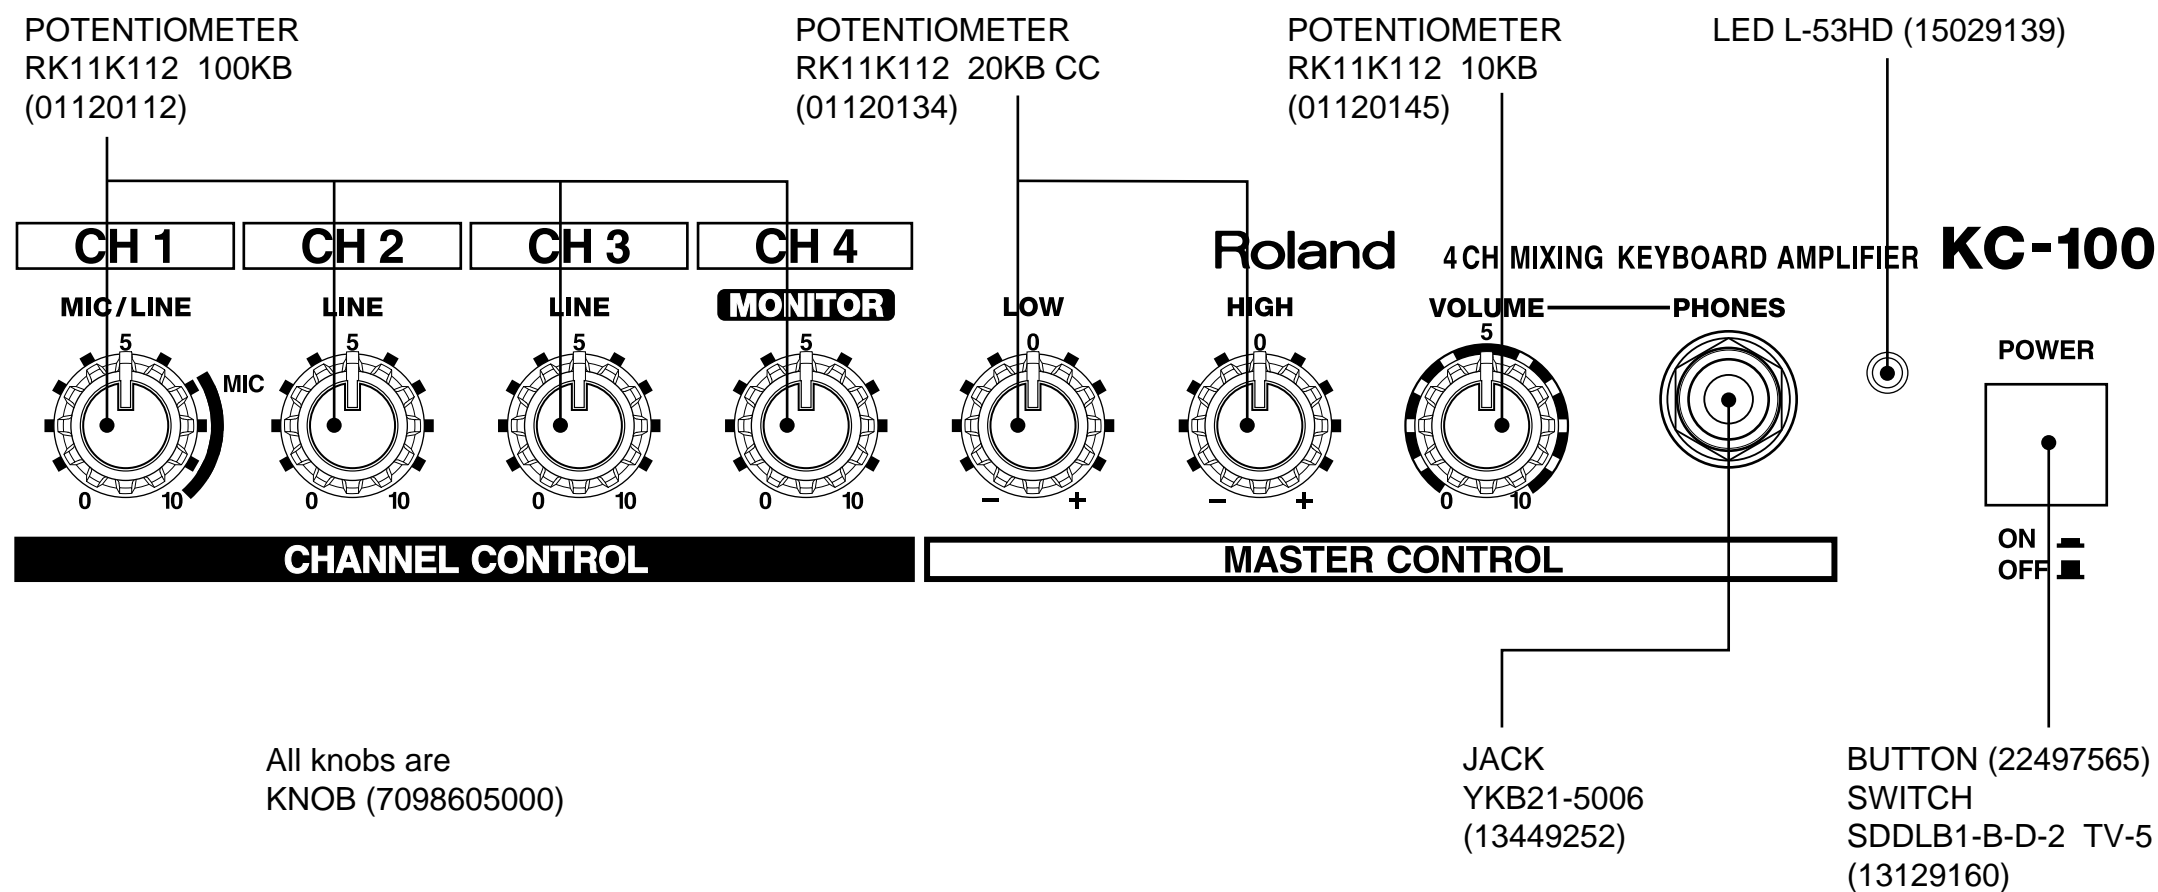 POTENTIOMETER
RK11K112 100KB
(01120112)
POTENTIOMETER
RK11K112 20KB CC
(01120134)
POTENTIOMETER
RK11K112 10KB
(01120145)
LED L-53HD (15029139)
CH 1
CH 2
CH 3
CH 4
Roland
4 CH MIXING KEYBOARD AMPLIFIER KC-100
MIC/LINE
LINE
LINE
MONITOR
LOW
HIGH
VOLUME
PHONES
POWER
5
5
5
5
0
0
5
MIC
0 10
0 10
0 10
0 10
− +
− +
0 10
ON
OFF
CHANNEL CONTROL
MASTER CONTROL
All knobs are
KNOB (7098605000)
JACK
YKB21-5006
(13449252)
BUTTON (22497565)
SWITCH
SDDLB1-B-D-2 TV-5
(13129160)